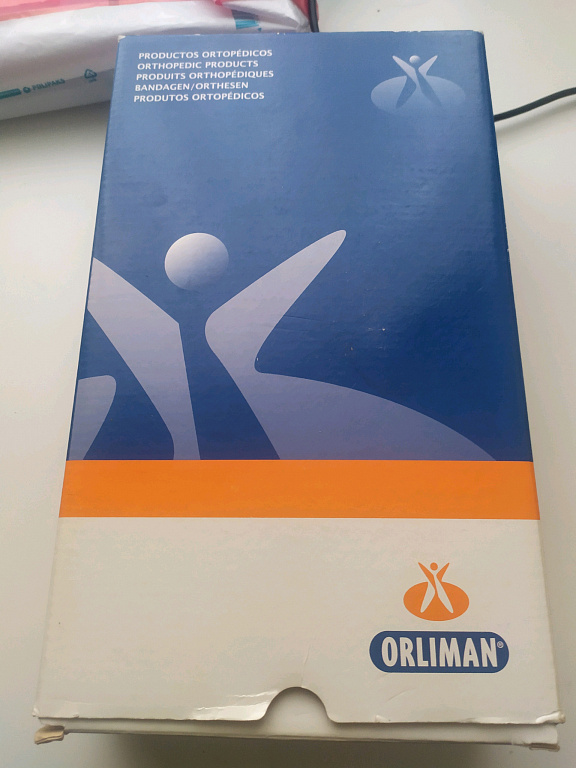 PRODUCTOS ORTOPÉDICOS
ORTHOPEDIC PRODUCTS
PRODUITS ORTHOPÉDIQUES
BANDAGEN/ORTHESEN
PRODUTOS ORTOPÉDICOS
ORLIMAN®